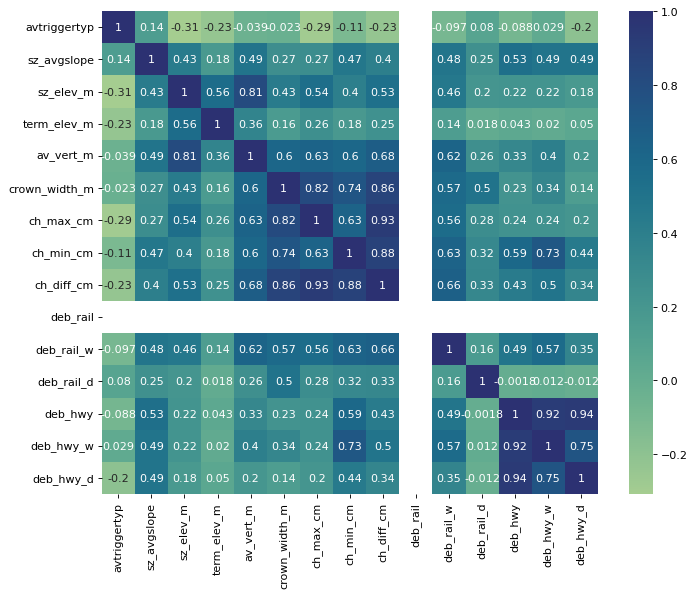 avtriggertyp 1 0.14 -0.31 -0.23 -0.039 -0.023 -0.29 -0.11 -0.23 -0.097 0.08 -0.088 0.029 -0.2
sz_avgslope 0.14 1 0.43 0.18 0.49 0.27 0.27 0.47 0.4 0.48 0.25 0.53 0.49 0.49
sz_elev_m -0.31 0.43 1 0.56 0.81 0.43 0.54 0.4 0.53 0.46 0.2 0.22 0.22 0.18
term_elev_m -0.23 0.18 0.56 1 0.36 0.16 0.26 0.18 0.25 0.14 0.018 0.043 0.02 0.05
av_vert_m -0.039 0.49 0.81 0.36 1 0.6 0.63 0.6 0.68 0.62 0.26 0.33 0.4 0.2
crown_width_m -0.023 0.27 0.43 0.16 0.6 1 0.82 0.74 0.86 0.57 0.5 0.23 0.34 0.14
ch_max_cm -0.29 0.27 0.54 0.26 0.63 0.82 1 0.63 0.93 0.56 0.28 0.24 0.24 0.2
ch_min_cm -0.11 0.47 0.4 0.18 0.6 0.74 0.63 1 0.88 0.63 0.32 0.59 0.73 0.44
ch_diff_cm -0.23 0.4 0.53 0.25 0.68 0.86 0.93 0.88 1 0.66 0.33 0.43 0.5 0.34
deb_rail
deb_rail_w -0.097 0.48 0.46 0.14 0.62 0.57 0.56 0.63 0.66 1 0.16 0.49 0.57 0.35
deb_rail_d 0.08 0.25 0.2 0.018 0.26 0.5 0.28 0.32 0.33 0.16 1 -0.0018 0.012 -0.012
deb_hwy -0.088 0.53 0.22 0.043 0.33 0.23 0.24 0.59 0.43 0.49 -0.0018 1 0.92 0.94
deb_hwy_w 0.029 0.49 0.22 0.02 0.4 0.34 0.24 0.73 0.5 0.57 0.012 0.92 1 0.75
deb_hwy_d -0.2 0.49 0.18 0.05 0.2 0.14 0.2 0.44 0.34 0.35 -0.012 0.94 0.75 1
avtriggertyp
sz_avgslope
sz_elev_m
term_elev_m
av_vert_m
crown_width_m
ch_max_cm
ch_min_cm
ch_diff_cm
deb_rail
deb_rail_w
deb_rail_d
deb_hwy
deb_hwy_w
deb_hwy_d
1.0
0.8
0.6
0.4
0.2
0.0
−0.2